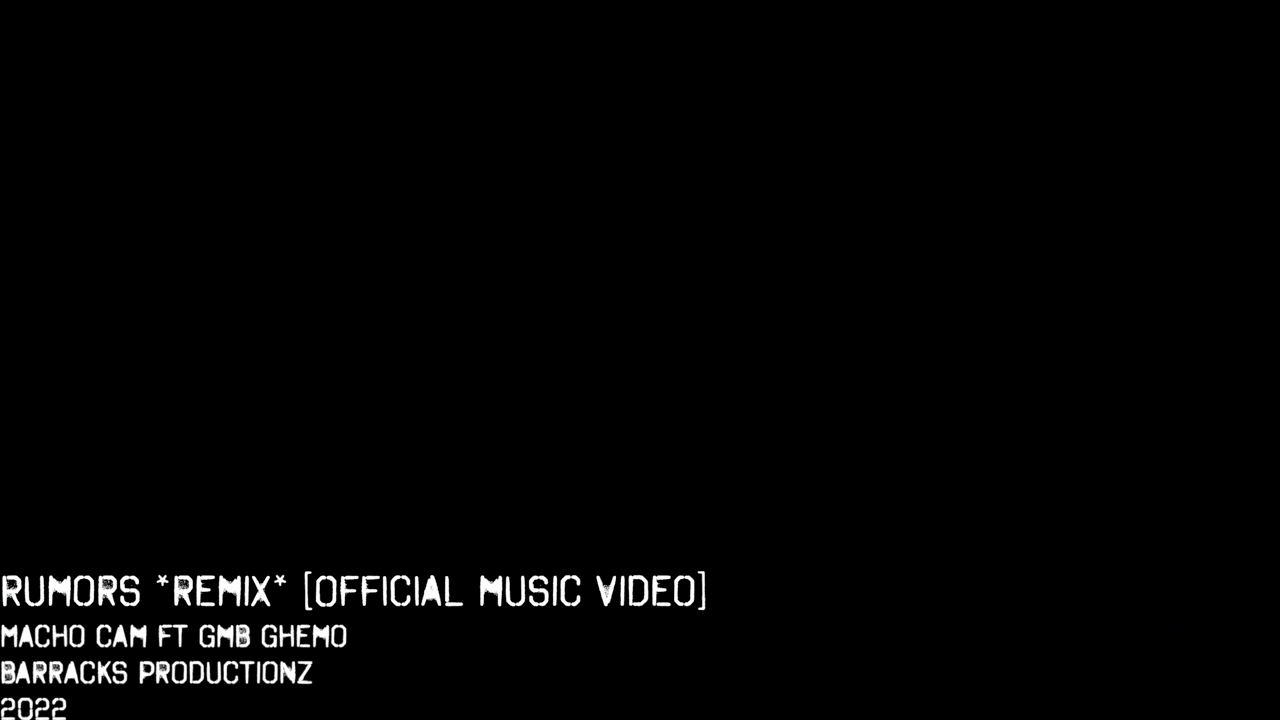 RUMORS *REMIX* [OFFICIAL MUSIC VIDEO]
MACHO CAM FT GMB GHEMO
BARRACKS PRODUCTIONZ
2022